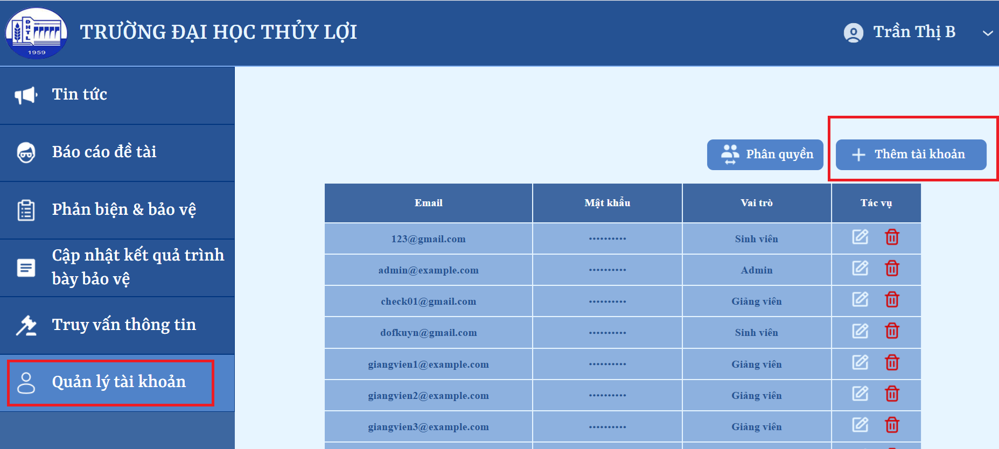 ĐHTL
1959
TRƯỜNG ĐẠI HỌC THỦY LỢI
Trần Thị B
Tin tức
Báo cáo đề tài
Phản biện & bảo vệ
Cập nhật kết quả trình
bày bảo vệ
Truy vấn thông tin
Quản lý tài khoản
Phân quyền
Thêm tài khoản
Email Mật khẩu Vai trò Tác vụ
123@gmail.com •••••••••• Sinh viên
admin@example.com •••••••••• Admin
check01@gmail.com •••••••••• Giảng viên
dofkuyn@gmail.com •••••••••• Sinh viên
giangvien1@example.com •••••••••• Giảng viên
giangvien2@example.com •••••••••• Giảng viên
giangvien3@example.com •••••••••• Giảng viên